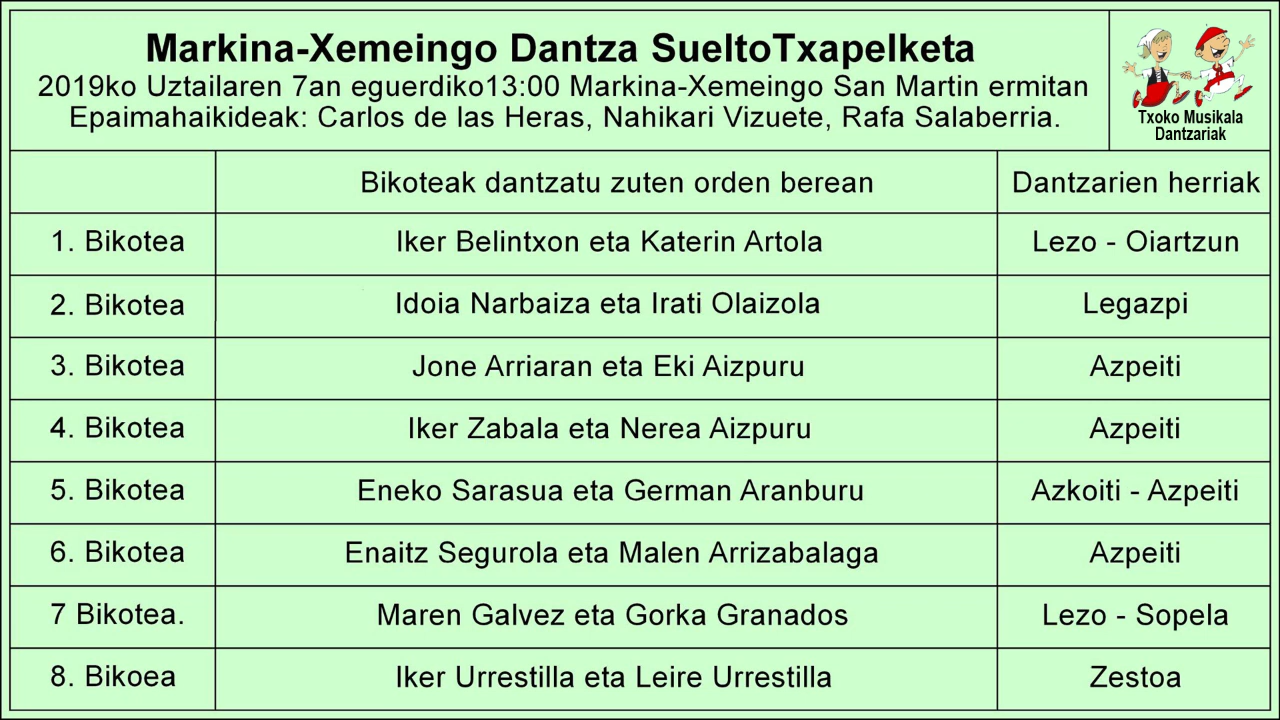 Markina-Xemeingo Dantza SueltoTxapelketa
2019ko Uztailaren 7an eguerdiko13:00 Markina-Xemeingo San Martin ermitan
Epaimahaikideak: Carlos de las Heras, Nahikari Vizuete, Rafa Salaberria.
Txoko Musikala
Dantzariak
Bikoteak dantzatu zuten orden berean Dantzarien herriak
1. Bikotea Iker Belintxon eta Katerin Artola Lezo - Oiartzun
2. Bikotea Idoia Narbaiza eta Irati Olaizola Legazpi
3. Bikotea Jone Arriaran eta Eki Aizpuru Azpeiti
4. Bikotea Iker Zabala eta Nerea Aizpuru Azpeiti
5. Bikotea Eneko Sarasua eta German Aranburu Azkoiti - Azpeiti
6. Bikotea Enaitz Segurola eta Malen Arrizabalaga Azpeiti
7 Bikotea. Maren Galvez eta Gorka Granados Lezo - Sopela
8. Bikoea Iker Urrestilla eta Leire Urrestilla Zestoa